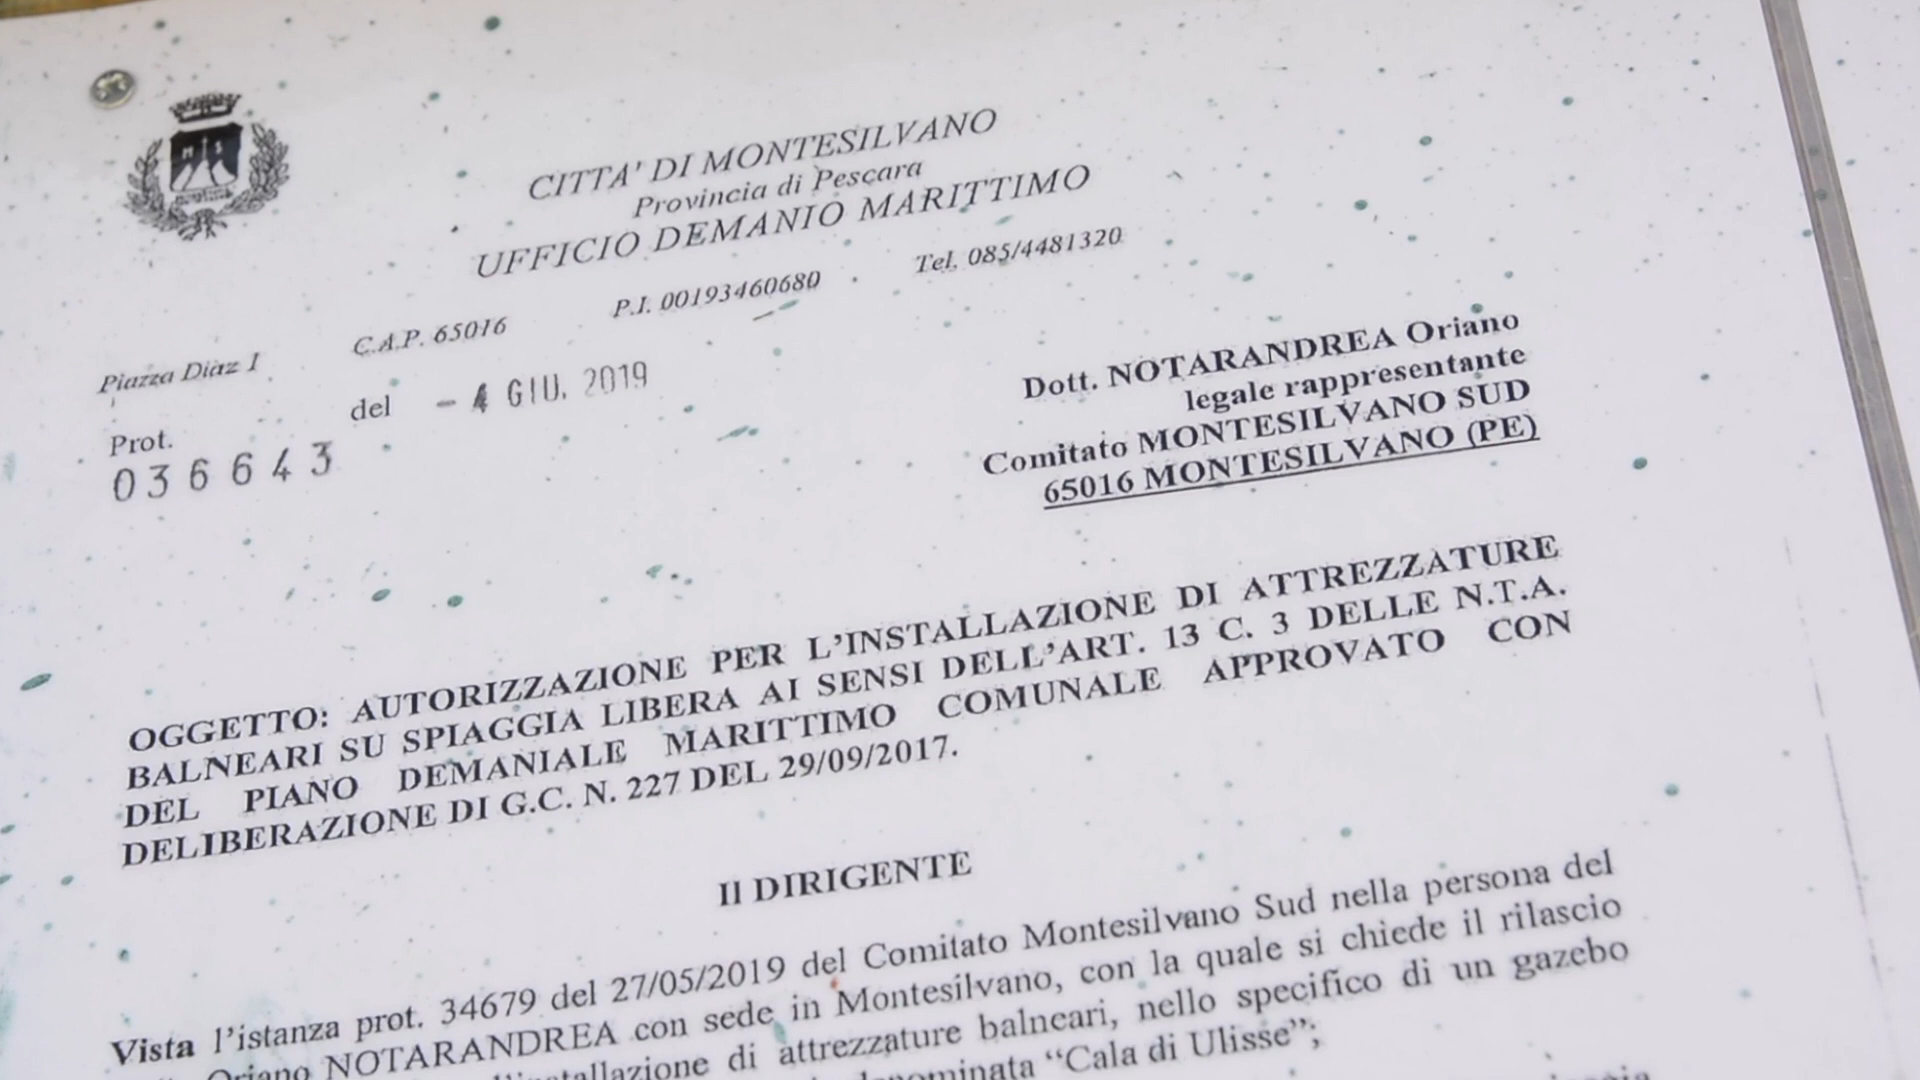 M S
CITTA' DI MONTESILVANO
Provincia di Pescara
UFFICIO DEMANIO MARITTIMO
Piazza Diaz 1 C.A.P. 65016 P.I. 00193460680 Tel. 085/4481320
Prot. del - 4 GIU. 2019
036643
Dott. NOTARANDREA Oriano
legale rappresentante
Comitato MONTESILVANO SUD
65016 MONTESILVANO (PE)
OGGETTO: AUTORIZZAZIONE PER L'INSTALLAZIONE DI ATTREZZATURE
BALNEARI SU SPIAGGIA LIBERA AI SENSI DELL'ART. 13 C. 3 DELLE N.T.A.
DEL PIANO DEMANIALE MARITTIMO COMUNALE APPROVATO CON
DELIBERAZIONE DI G.C. N. 227 DEL 29/09/2017.
Il DIRIGENTE
Vista l'istanza prot. 34679 del 27/05/2019 del Comitato Montesilvano Sud nella persona del
Oriano NOTARANDREA con sede in Montesilvano, con la quale si chiede il rilascio
di attrezzature balneari, nello specifico di un gazebo
"Cala di Ulisse";